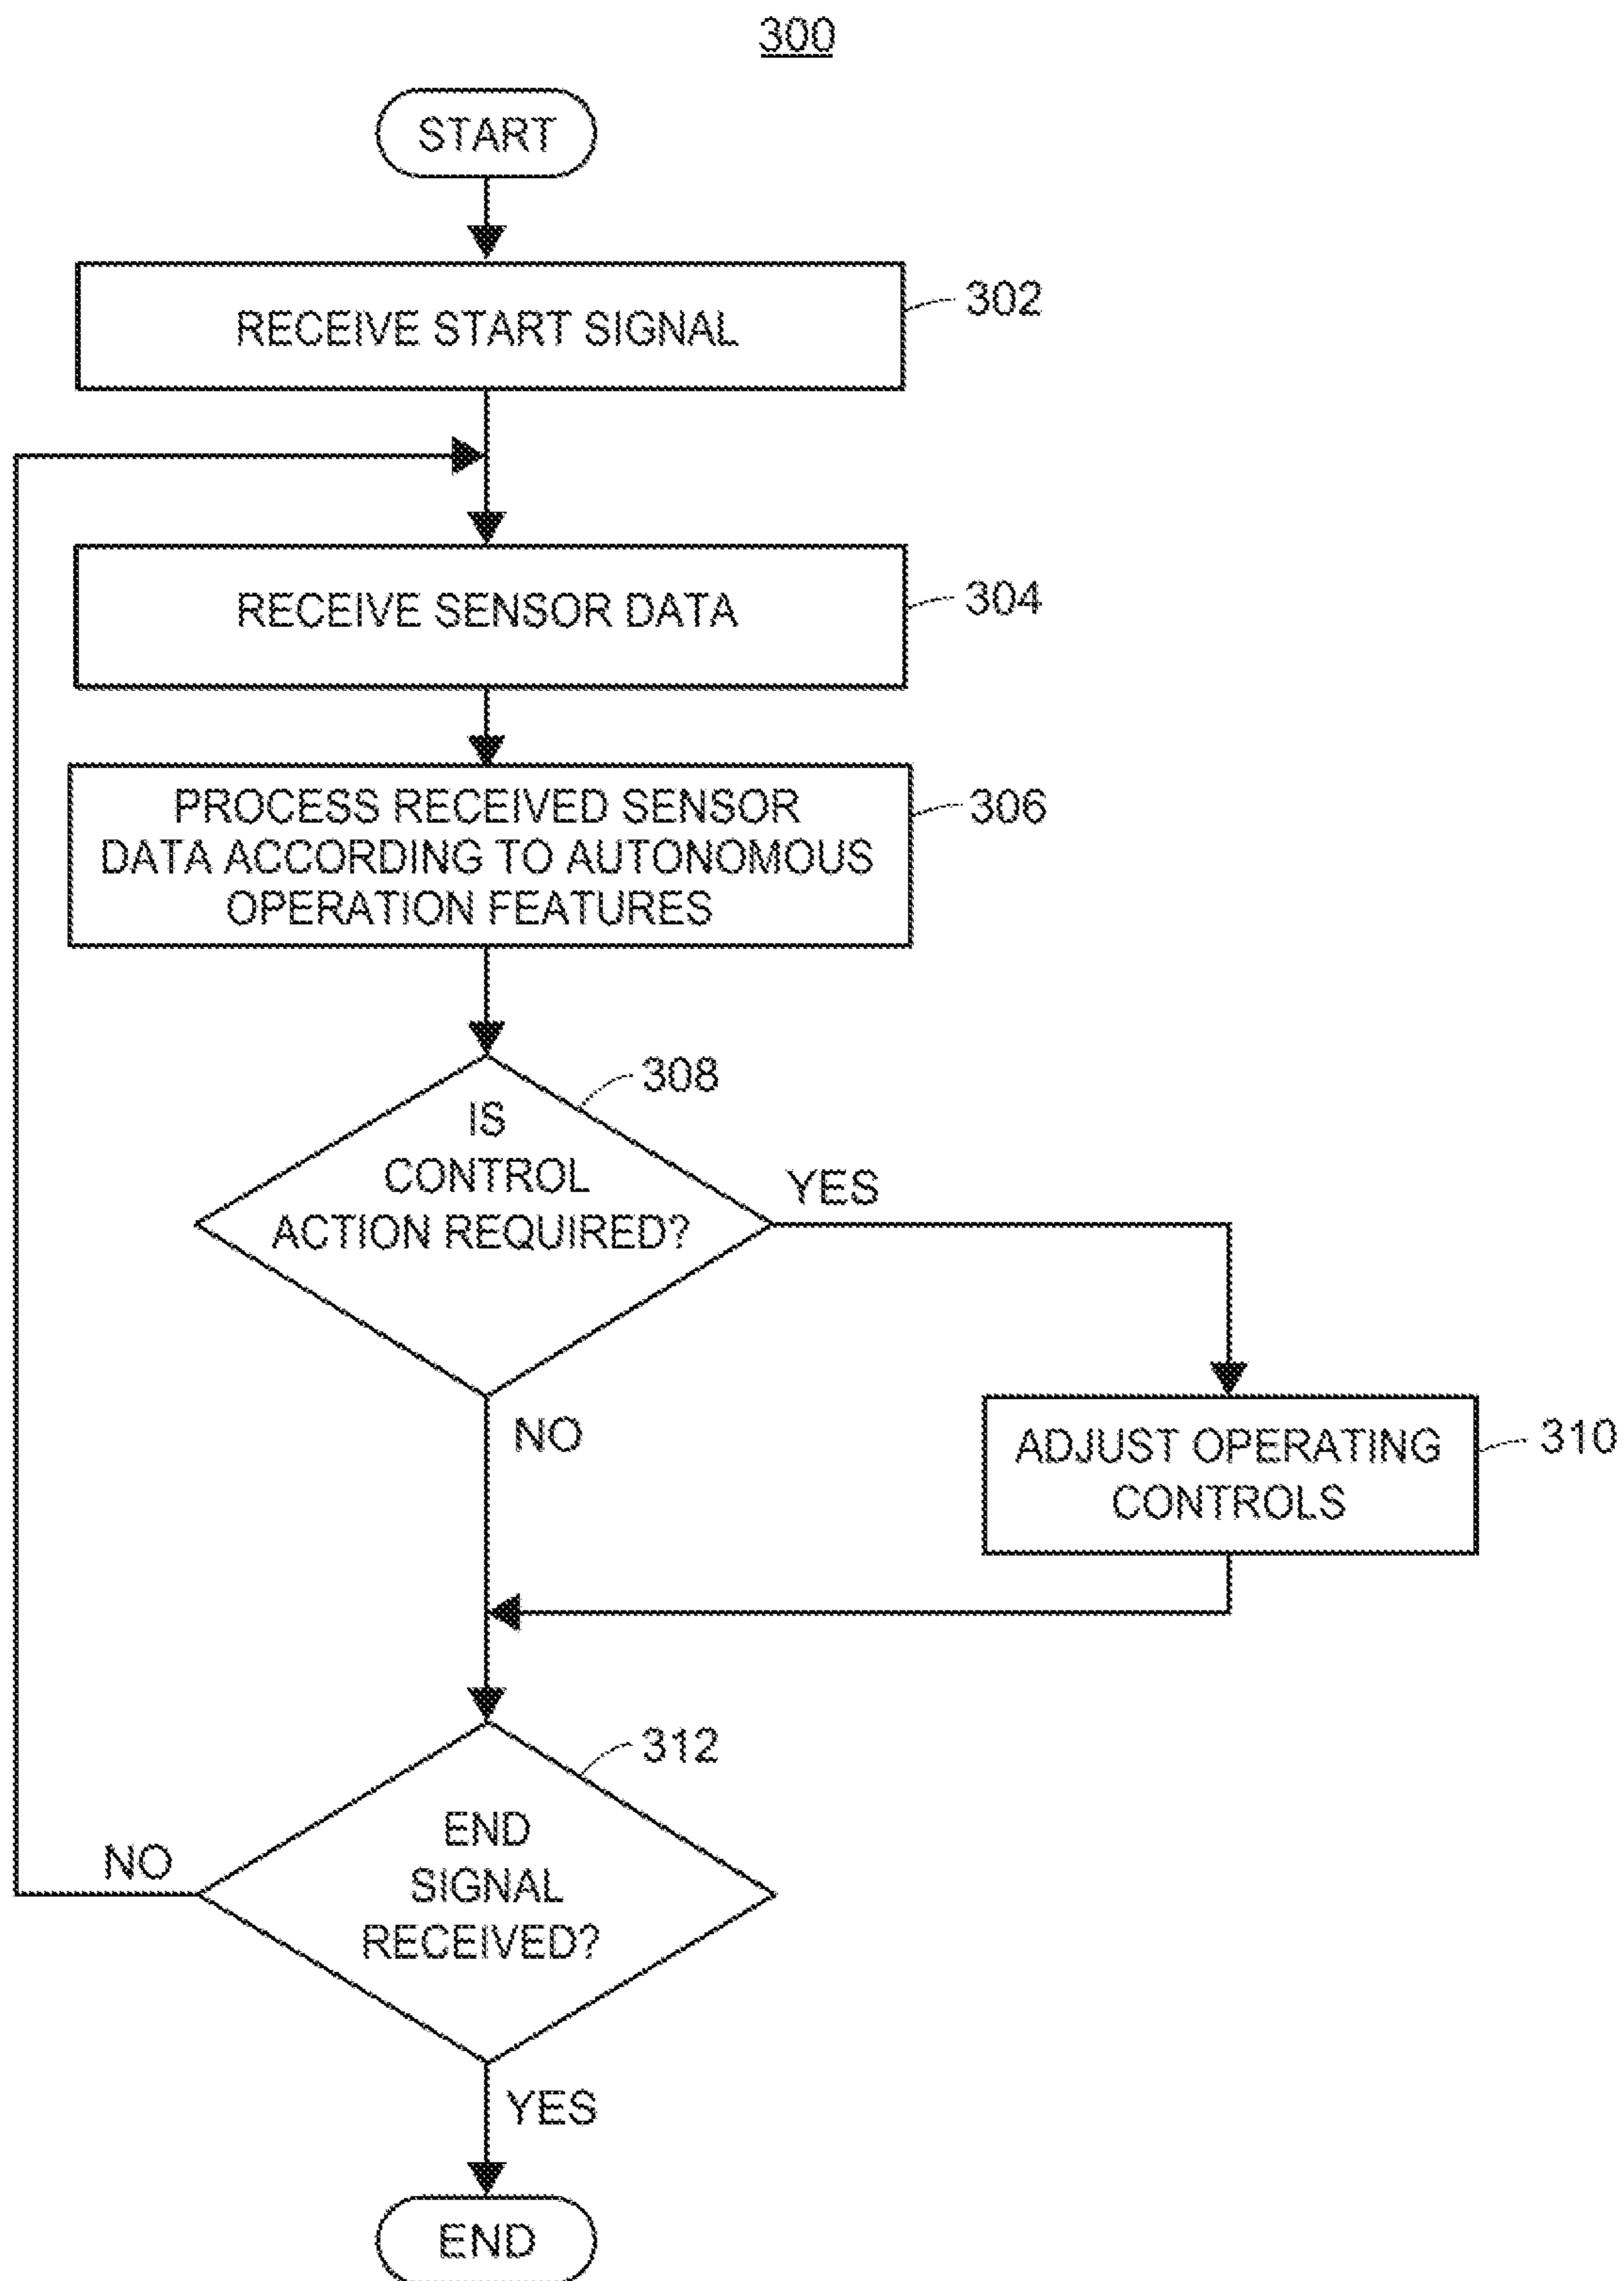 300
START
RECEIVE START SIGNAL
302
RECEIVE SENSOR DATA
304
PROCESS RECEIVED SENSOR
DATA ACCORDING TO AUTONOMOUS
OPERATION FEATURES
306
308
IS
CONTROL
ACTION REQUIRED?
YES
NO
ADJUST OPERATING
CONTROLS
310
312
END
SIGNAL
RECEIVED?
NO
YES
END